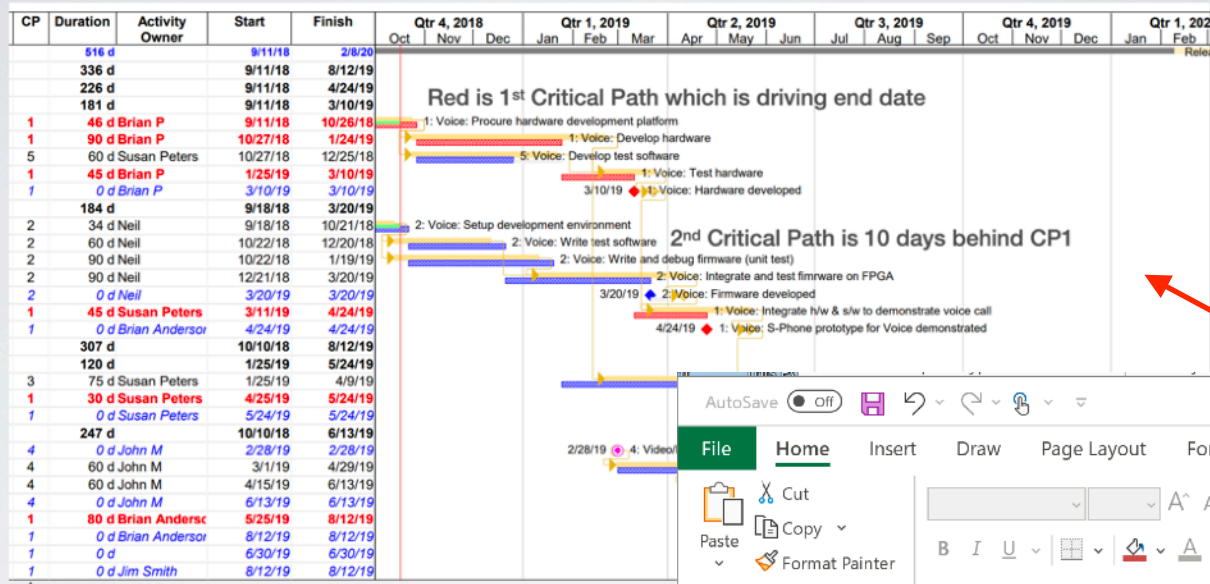 CP Duration Activity Owner Start Finish Qtr 4, 2018 Qtr 1, 2019 Qtr 2, 2019 Qtr 3, 2019 Qtr 4, 2019 Qtr 1, 202
Oct Nov Dec Jan Feb Mar Apr May Jun Jul Aug Sep Oct Nov Dec Jan Feb
516 d 9/11/18 2/8/20 Relea
336 d 9/11/18 8/12/19
226 d 9/11/18 4/24/19
181 d 9/11/18 3/10/19
Red is 1st Critical Path which is driving end date
1 46 d Brian P 9/11/18 10/26/18 1: Voice: Procure hardware development platform
1 90 d Brian P 10/27/18 1/24/19 1: Voice: Develop hardware
5 60 d Susan Peters 10/27/18 12/25/18 5: Voice: Develop test software
1 45 d Brian P 1/25/19 3/10/19 1: Voice: Test hardware
1 0 d Brian P 3/10/19 3/10/19 3/10/19 1: Voice: Hardware developed
184 d 9/18/18 3/20/19
2 34 d Neil 9/18/18 10/21/18 2: Voice: Setup development environment
2 60 d Neil 10/22/18 12/20/18 2: Voice: Write test software
2nd Critical Path is 10 days behind CP1
2 90 d Neil 10/22/18 1/19/19 2: Voice: Write and debug firmware (unit test)
2 90 d Neil 12/21/18 3/20/19 2: Voice: Integrate and test fimrware on FPGA
2 0 d Neil 3/20/19 3/20/19 3/20/19 2: Voice: Firmware developed
1 45 d Susan Peters 3/11/19 4/24/19 1: Voice: Integrate h/w & s/w to demonstrate voice call
1 0 d Brian Anderson 4/24/19 4/24/19 4/24/19 1: Voice: S-Phone prototype for Voice demonstrated
307 d 10/10/18 8/12/19
120 d 1/25/19 5/24/19
3 75 d Susan Peters 1/25/19 4/9/19
1 30 d Susan Peters 4/25/19 5/24/19
1 0 d Susan Peters 5/24/19 5/24/19
247 d 10/10/18 6/13/19
4 0 d John M 2/28/19 2/28/19 2/28/19 4: Video/
4 60 d John M 3/1/19 4/29/19
4 60 d John M 4/15/19 6/13/19
4 0 d John M 6/13/19 6/13/19
1 80 d Brian Anderso 5/25/19 8/12/19
1 0 d Brian Anderson 8/12/19 8/12/19
1 0 d 6/30/19 6/30/19
1 0 d Jim Smith 8/12/19 8/12/19
AutoSave Off
File Home Insert Draw Page Layout Fo
Paste
Cut
Copy
Format Painter
B I U A A